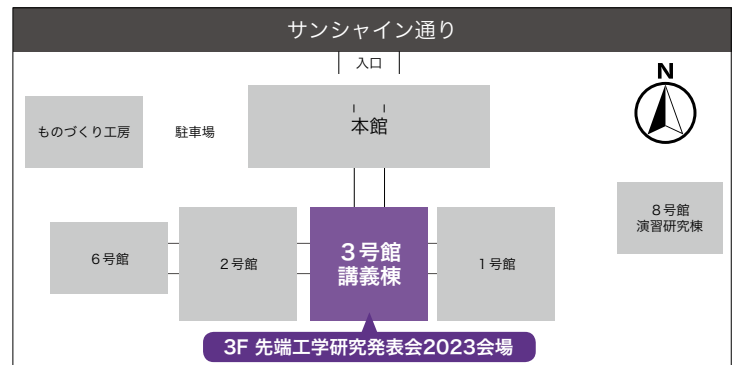 サンシャイン通り
入口
N
ものづくり工房
駐車場
本館
8号館
演習研究棟
6号館
2号館
3号館
講義棟
1号館
3F 先端工学研究発表会2023会場